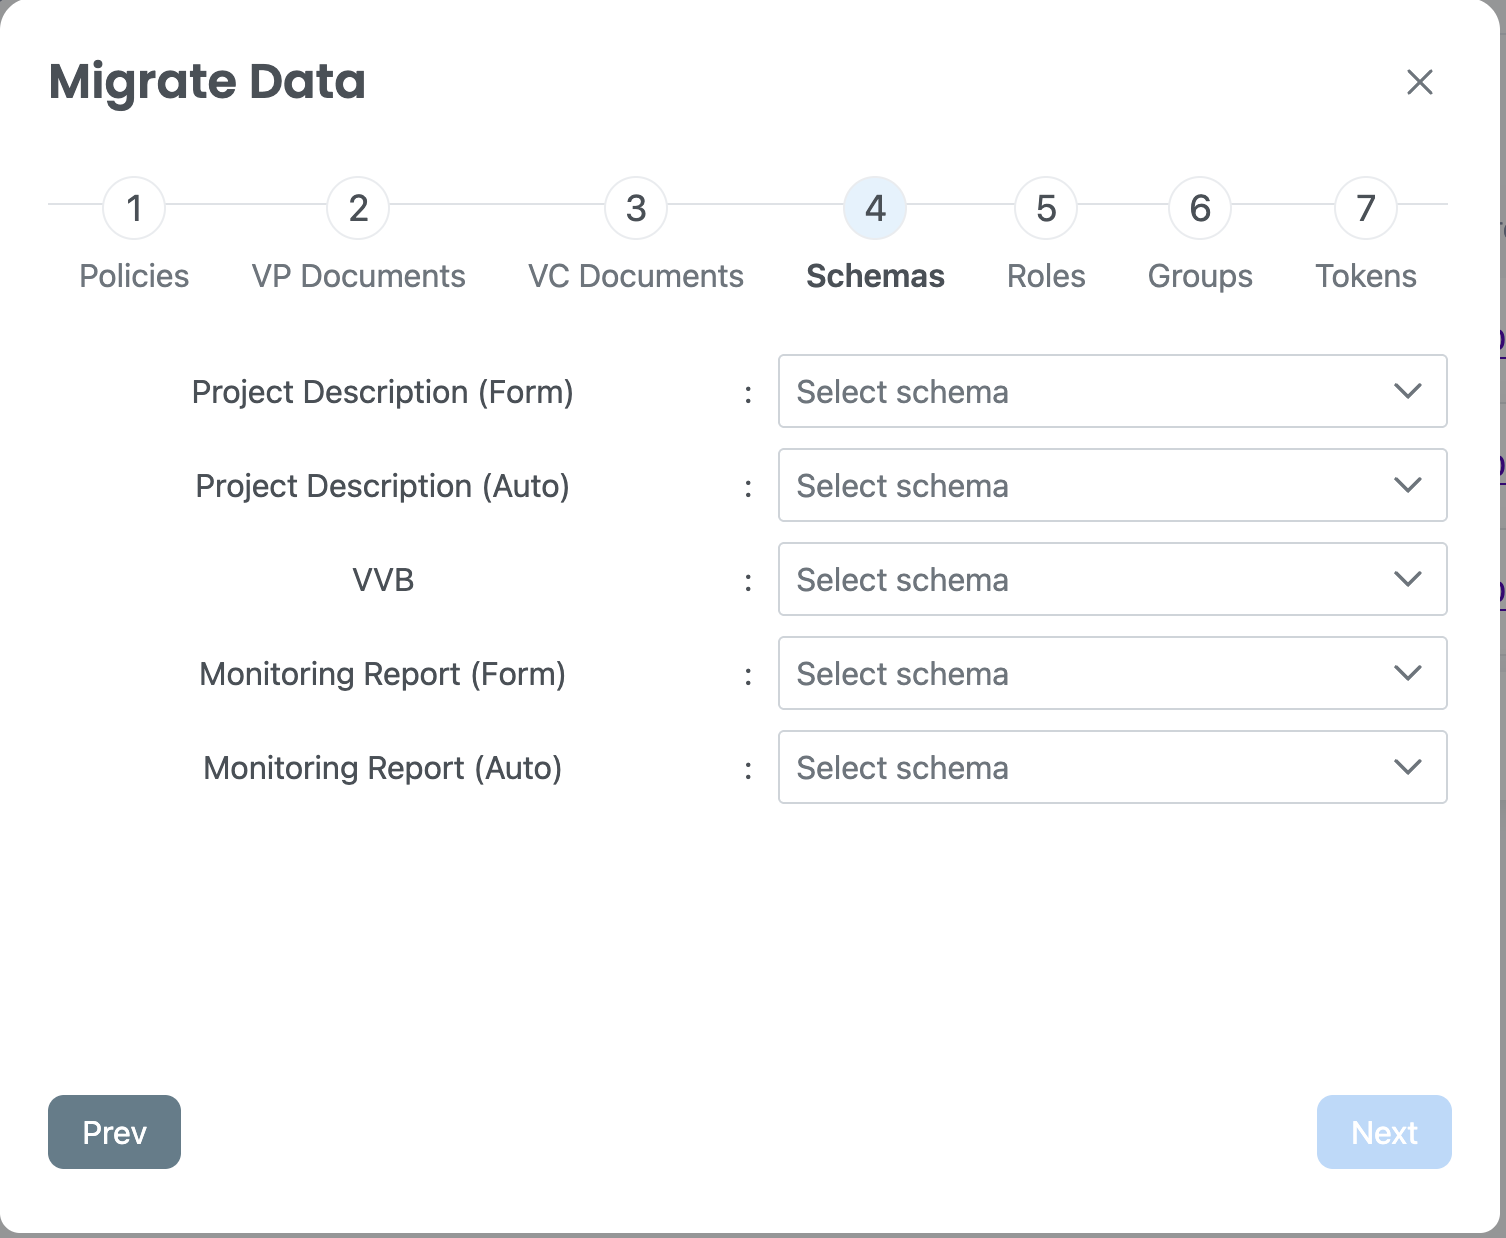 Migrate Data
1 2 3 4 5 6 7
Policies VP Documents VC Documents Schemas Roles Groups Tokens
Project Description (Form) : Select schema
Project Description (Auto) : Select schema
VVB : Select schema
Monitoring Report (Form) : Select schema
Monitoring Report (Auto) : Select schema
Prev Next